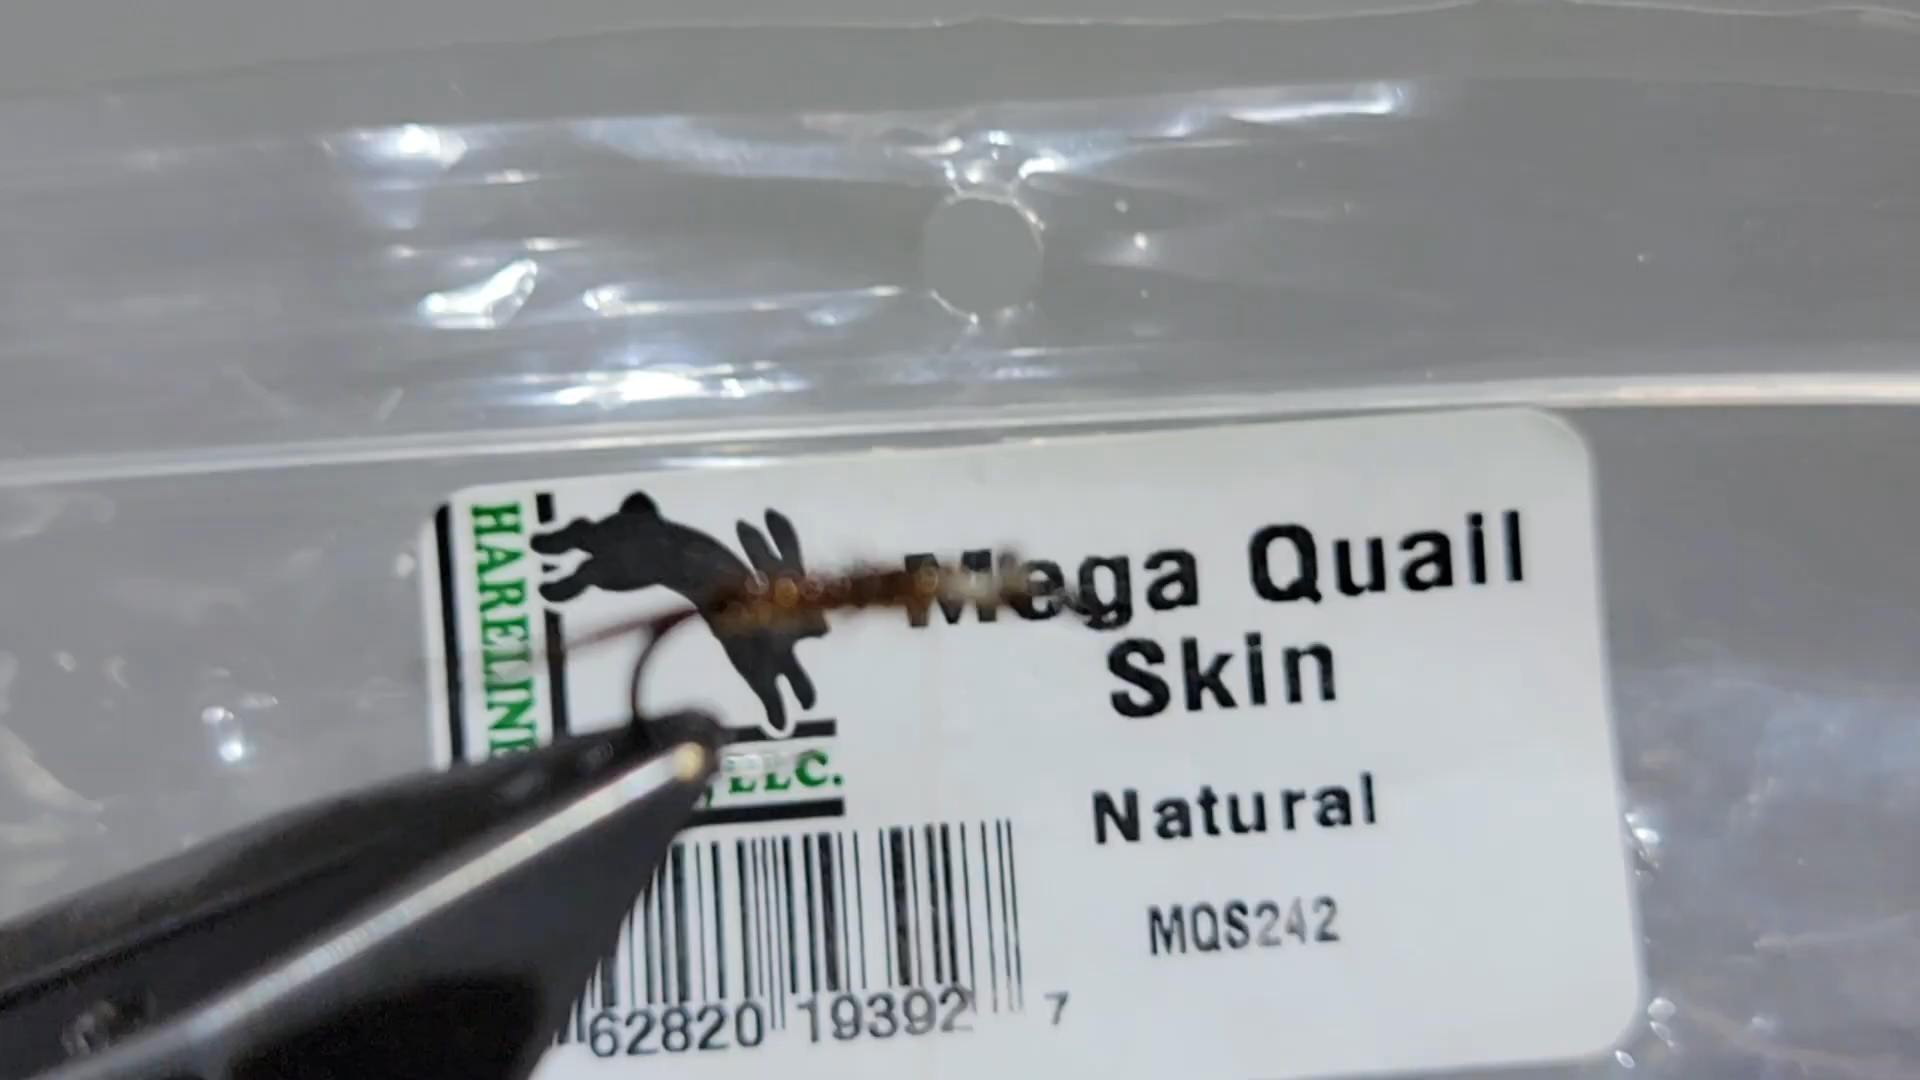 HARELINE
Mega Quail
Skin
, LLC.
Natural
MQS242
62820 19392 7